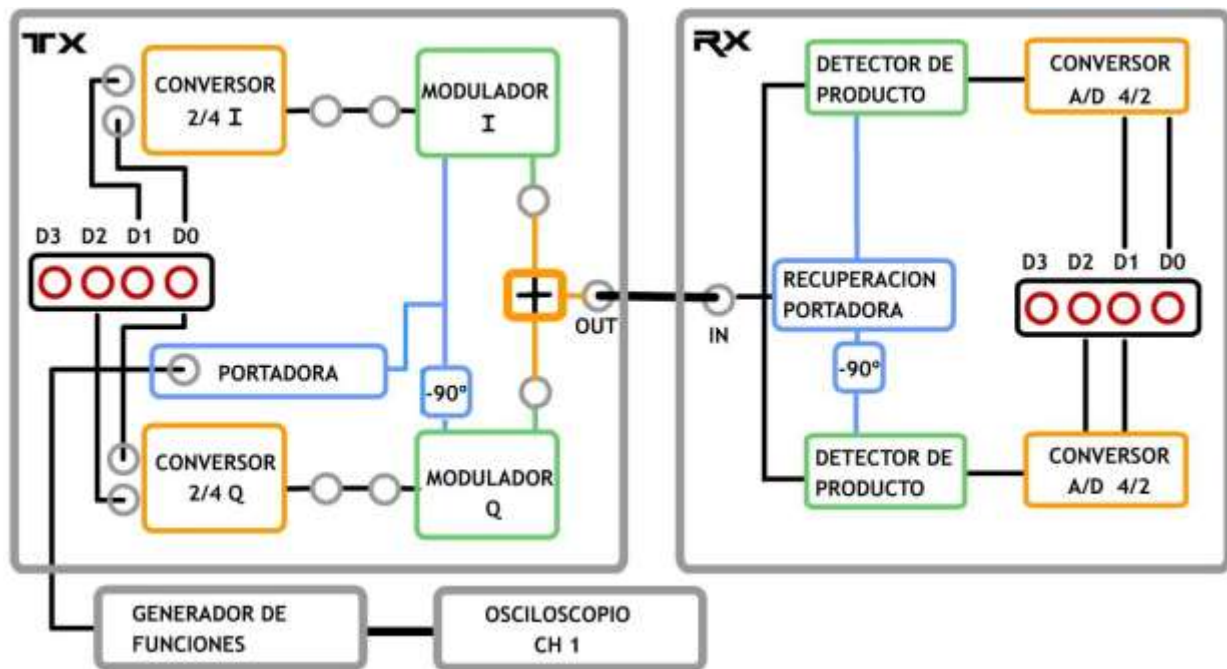 TX
CONVERSOR
2/4 I
MODULADOR
I
D3 D2 D1 D0
+
OUT
PORTADORA
-90°
CONVERSOR
2/4 Q
MODULADOR
Q
GENERADOR DE
FUNCIONES
OSCILOSCOPIO
CH 1
RX
DETECTOR DE
PRODUCTO
CONVERSOR
A/D 4/2
IN
RECUPERACION
PORTADORA
D3 D2 D1 D0
-90°
DETECTOR DE
PRODUCTO
CONVERSOR
A/D 4/2